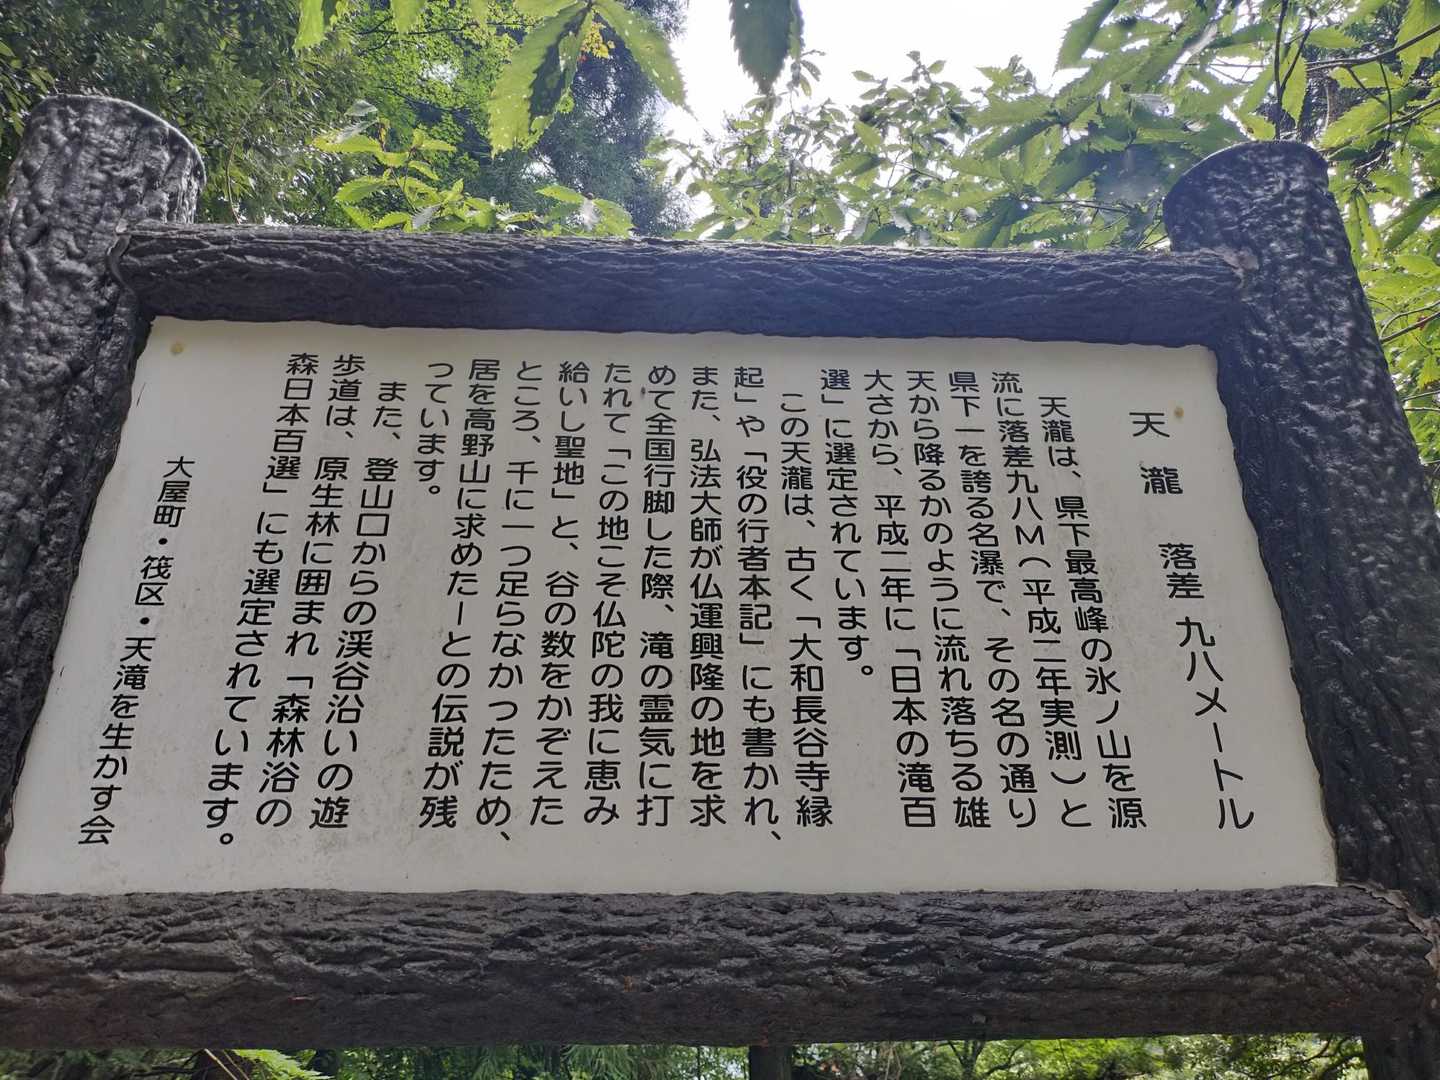 天瀧 落差 九八メートル
天瀧は、県下最高峰の氷ノ山を源
流に落差九八M(平成二年実測)と
県下一を誇る名瀑で、その名の通り
天から降るかのように流れ落ちる雄
大さから、平成二年に「日本の滝百
選」に選定されています。
この天瀧は、古く「大和長谷寺縁
起」や「役の行者本記」にも書かれ、
また、弘法大師が仏運興隆の地を求
めて全国行脚した際、滝の霊気に打
たれて「この地こそ仏陀の我に恵み
給いし聖地」と、谷の数をかぞえた
ところ、千に一つ足らなかったため、
居を高野山に求めたーとの伝説が残
っています。
また、登山口からの渓谷沿いの遊
歩道は、原生林に囲まれ「森林浴の
森日本百選」にも選定されています。
大屋町・筏区・天滝を生かす会